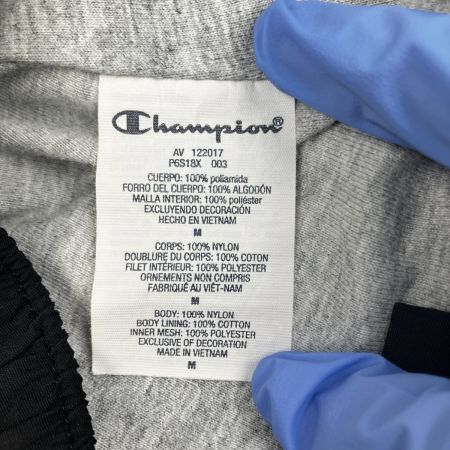 Champion®
AV 122017
P6S18X 003
CUERPO: 100% poliamida
FORRO DEL CUERPO: 100% ALGODÓN
MALLA INTERIOR: 100% poliéster
EXCLUYENDO DECORACIÓN
HECHO EN VIETNAM
M
CORPS: 100% NYLON
DOUBLURE DU CORPS: 100% COTON
FILET INTÉRIEUR: 100% POLYESTER
ORNEMENTS NON COMPRIS
FABRIQUÉ AU VIÊT-NAM
M
BODY: 100% NYLON
BODY LINING: 100% COTTON
INNER MESH: 100% POLYESTER
EXCLUSIVE OF DECORATION
MADE IN VIETNAM
M